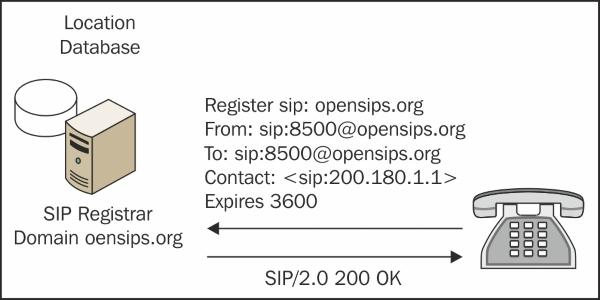 Location
Database
Register sip: opensips.org
From: sip:8500@opensips.org
To: sip:8500@opensips.org
Contact: <sip:200.180.1.1>
Expires 3600
SIP Registrar
Domain oensips.org
SIP/2.0 200 OK